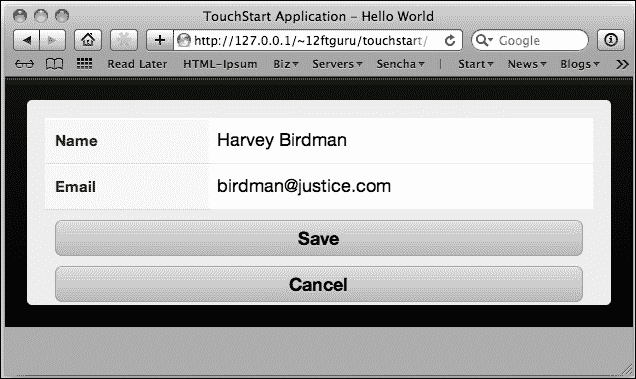 TouchStart Application – Hello World
http://127.0.0.1/~12ftguru/touchstart/ Google
Read Later HTML-Ipsum Biz Servers Sencha Start News Blogs
Name Harvey Birdman
Email birdman@justice.com
Save
Cancel